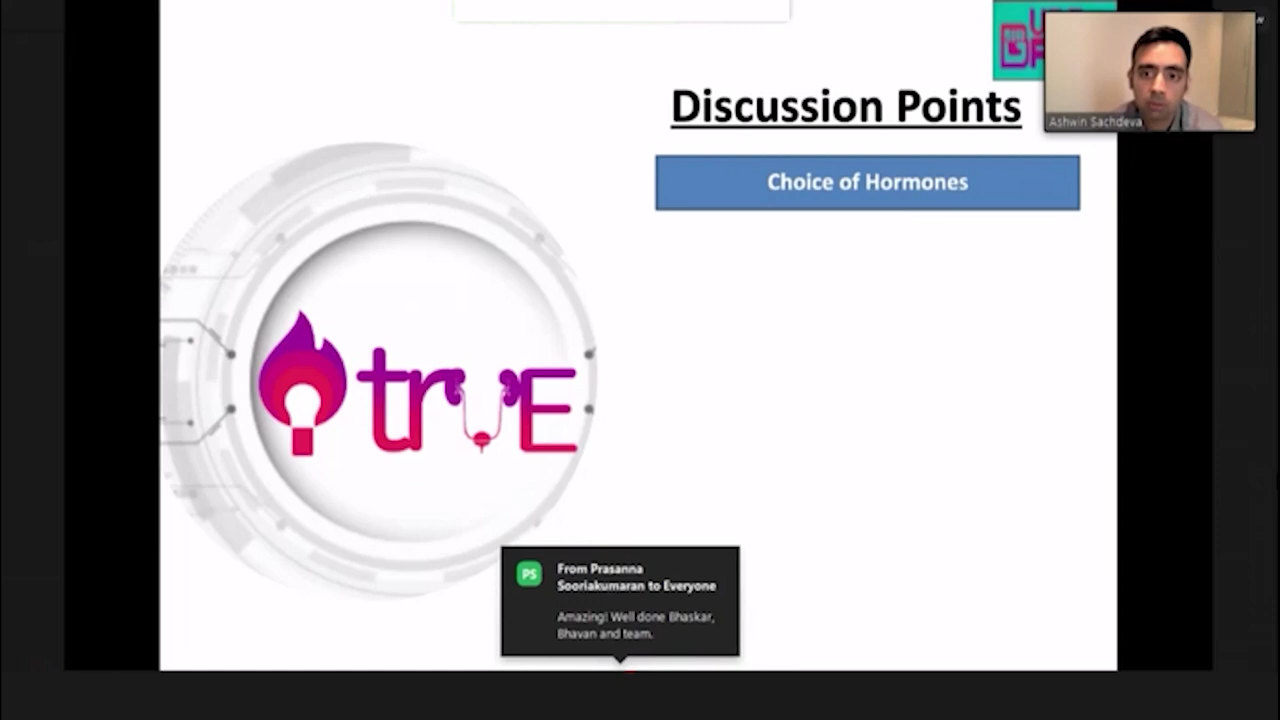 Discussion Points
Ashwin Sachdeva
Choice of Hormones
trUE
PS
From Prasanna
Sooriakumaran to Everyone
Amazing! Well done Bhaskar,
Bhavan and team.